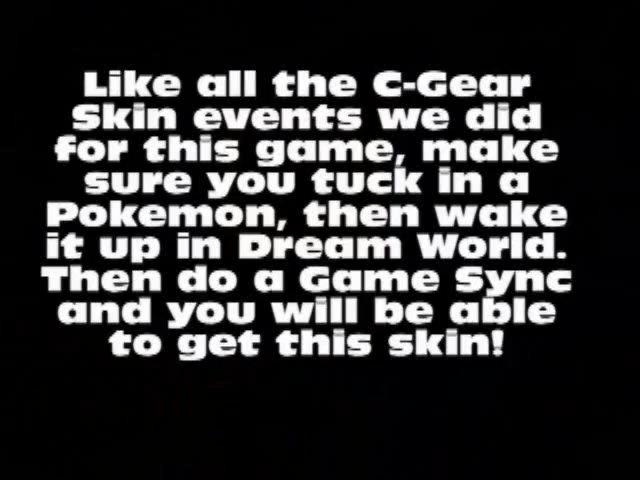 Like all the C-Gear
Skin events we did
for this game, make
sure you tuck in a
Pokemon, then wake
it up in Dream World.
Then do a Game Sync
and you will be able
to get this skin!